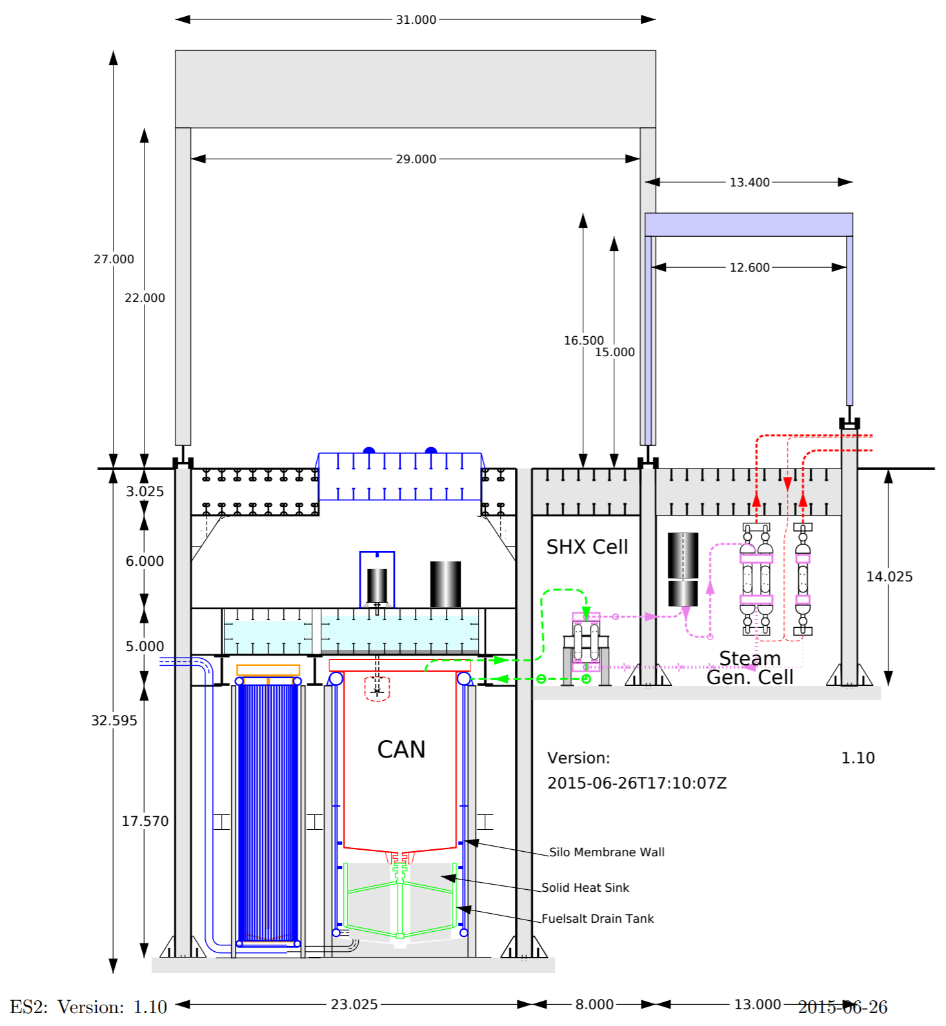 31.000
29.000
13.400
27.000
22.000
12.600
16.500
15.000
3.025
6.000
SHX Cell
14.025
5.000
Steam
Gen. Cell
32.595
CAN
Version: 1.10
2015-06-26T17:10:07Z
17.570
Silo Membrane Wall
Solid Heat Sink
Fuelsalt Drain Tank
23.025 8.000 13.000
ES2: Version: 1.10 2015-06-26